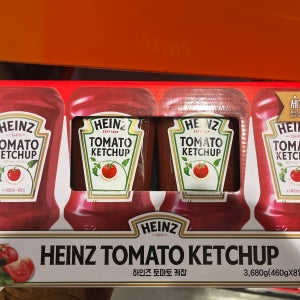 HEINZ
TOMATO
KETCHUP
HEINZ
TOMATO
KETCHUP
HEINZ
TOMATO
KETCHUP
HEINZ
TOMATO
KETCHUP
HEINZ
HEINZ TOMATO KETCHUP
하인즈 토마토 케찹
3,680g(460gX8